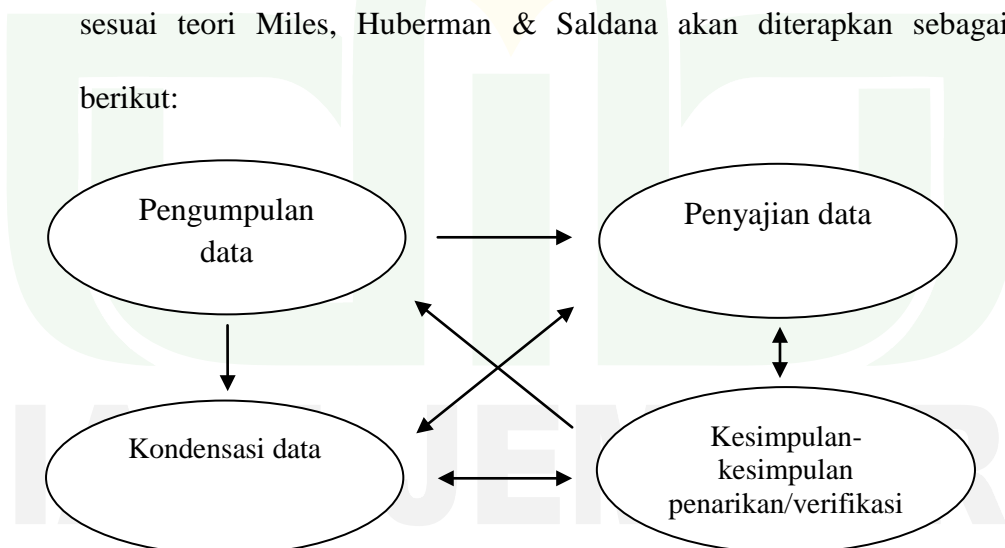 sesuai teori Miles, Huberman & Saldana akan diterapkan sebagai
berikut:
Pengumpulan
data
Penyajian data
Kondensasi data
Kesimpulan-
kesimpulan
penarikan/verifikasi